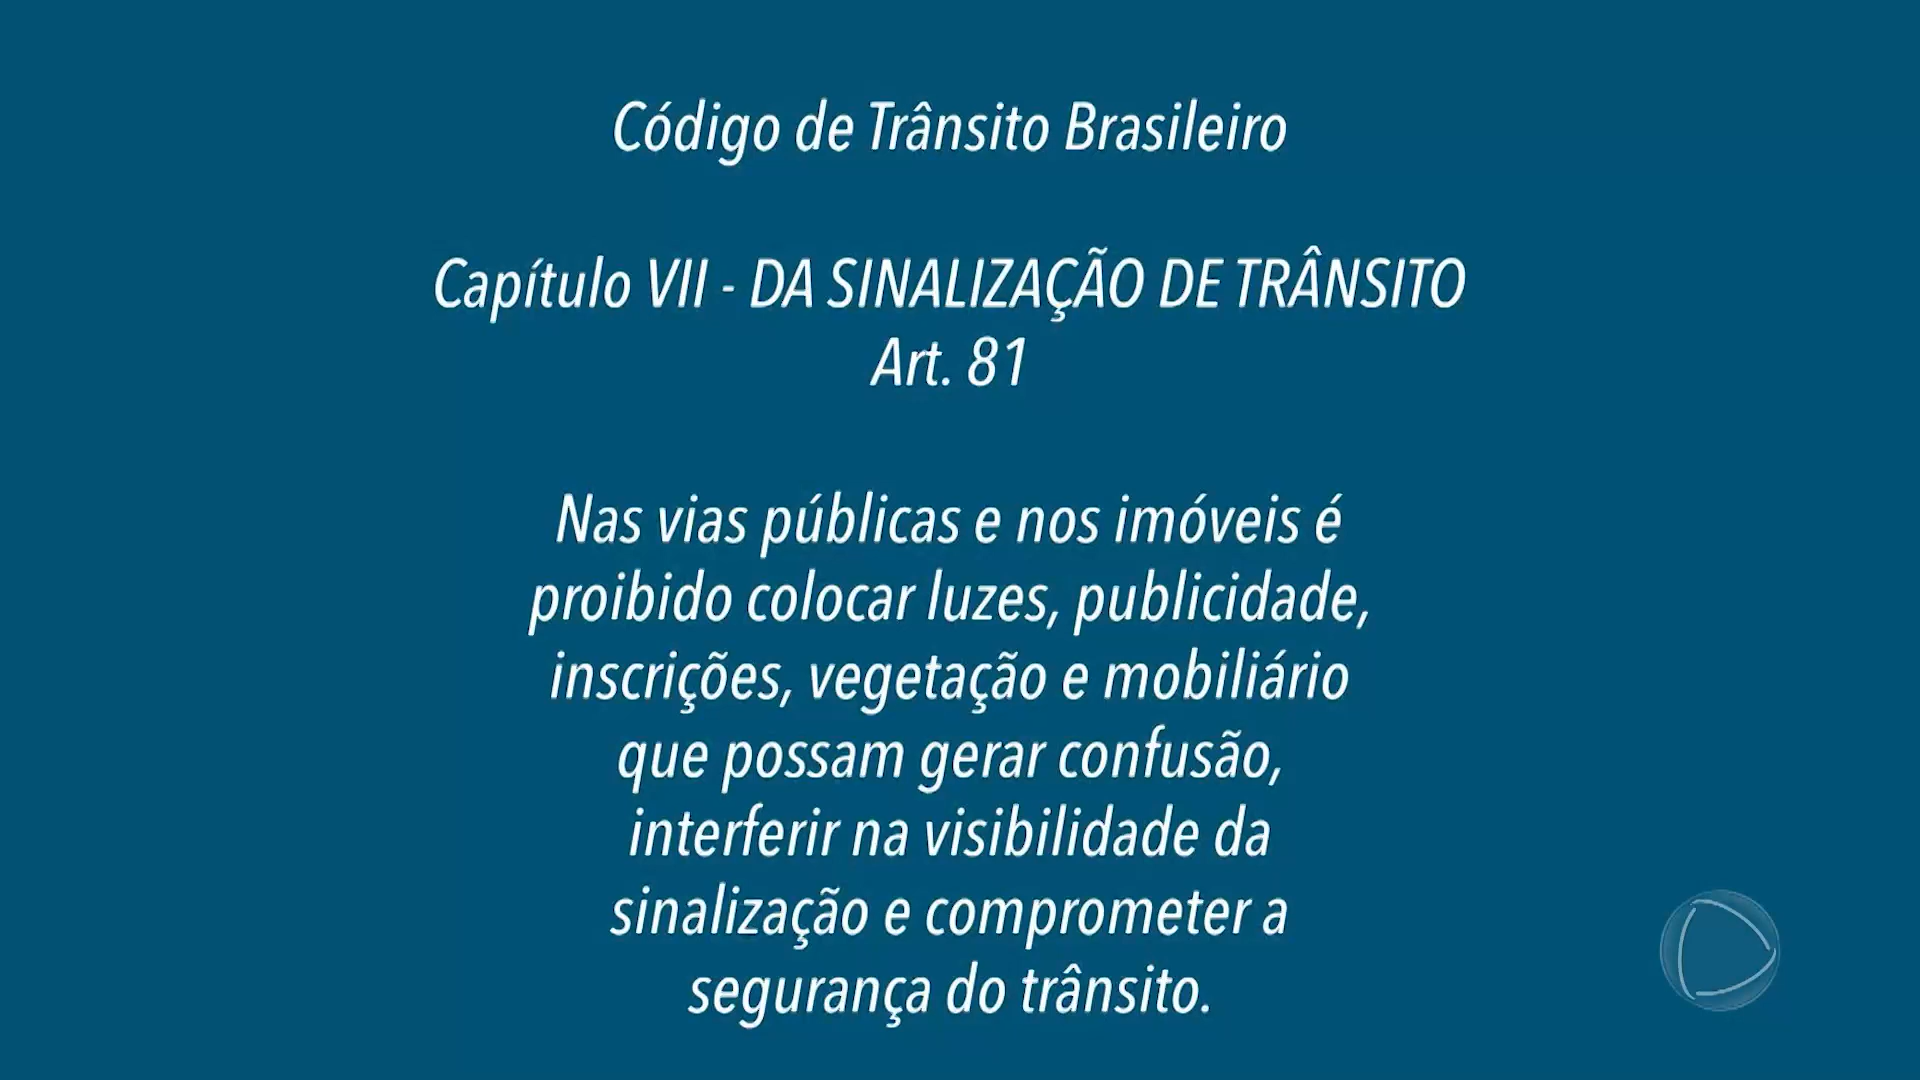 Código de Trânsito Brasileiro
Capítulo VII - DA SINALIZAÇÃO DE TRÂNSITO
Art. 81
Nas vias públicas e nos imóveis é
proibido colocar luzes, publicidade,
inscrições, vegetação e mobiliário
que possam gerar confusão,
interferir na visibilidade da
sinalização e comprometer a
segurança do trânsito.